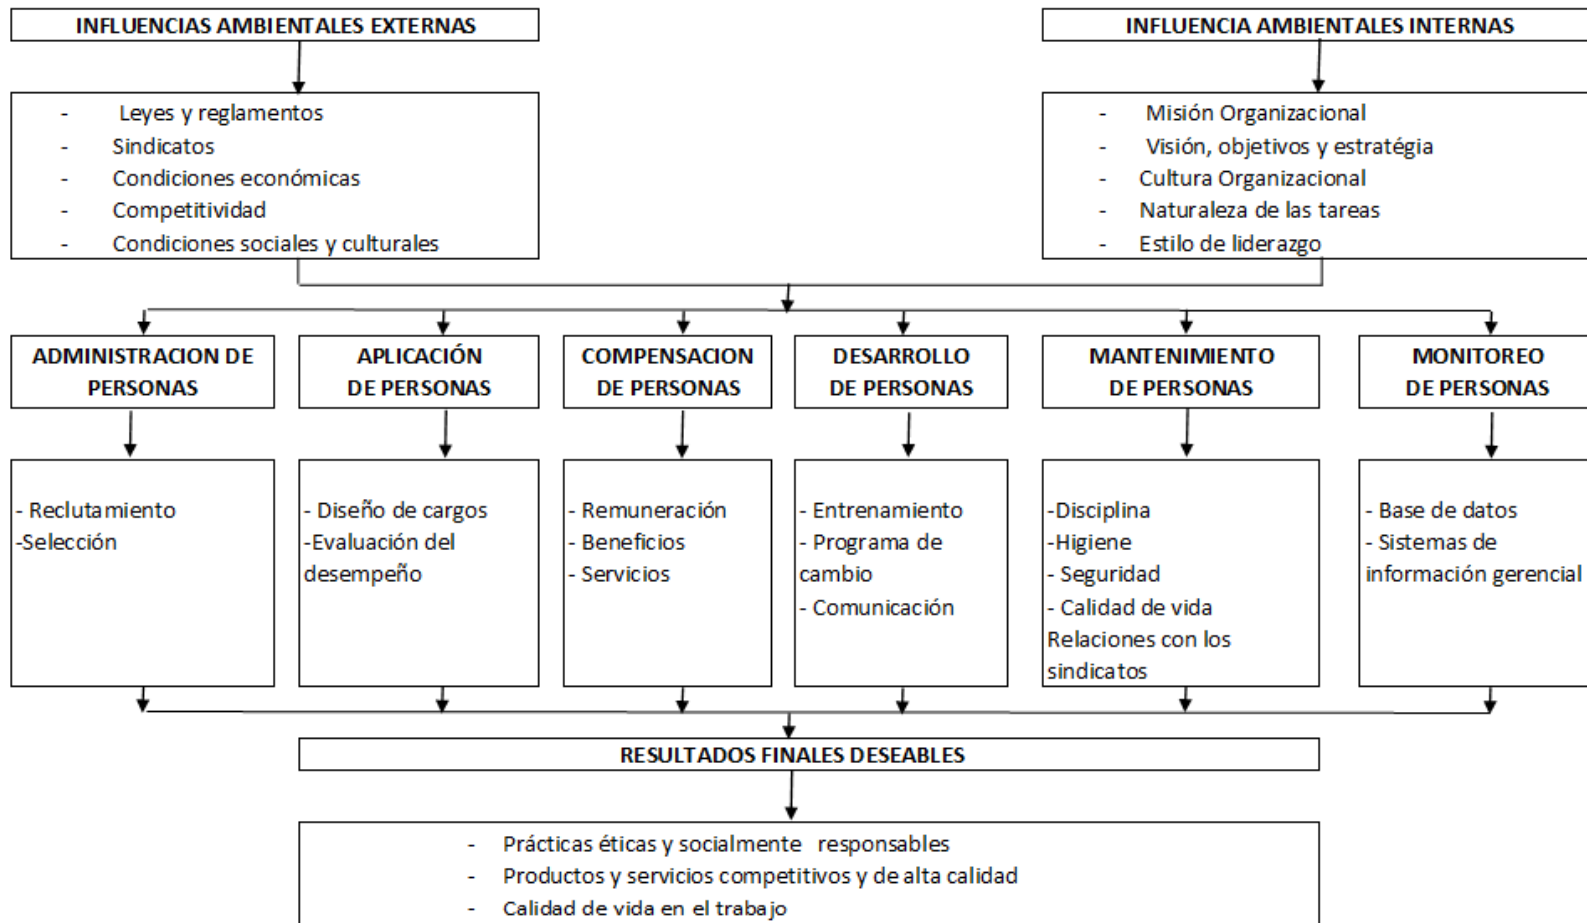 INFLUENCIAS AMBIENTALES EXTERNAS
INFLUENCIA AMBIENTALES INTERNAS
- Leyes y reglamentos
- Sindicatos
- Condiciones económicas
- Competitividad
- Condiciones sociales y culturales
- Misión Organizacional
- Visión, objetivos y estratégia
- Cultura Organizacional
- Naturaleza de las tareas
- Estilo de liderazgo
ADMINISTRACION DE
PERSONAS
APLICACIÓN
DE PERSONAS
COMPENSACION
DE PERSONAS
DESARROLLO
DE PERSONAS
MANTENIMIENTO
DE PERSONAS
MONITOREO
DE PERSONAS
- Reclutamiento
-Selección
- Diseño de cargos
-Evaluación del
desempeño
- Remuneración
- Beneficios
- Servicios
- Entrenamiento
- Programa de
cambio
- Comunicación
-Disciplina
-Higiene
- Seguridad
- Calidad de vida
Relaciones con los
sindicatos
- Base de datos
- Sistemas de
información gerencial
RESULTADOS FINALES DESEABLES
- Prácticas éticas y socialmente responsables
- Productos y servicios competitivos y de alta calidad
- Calidad de vida en el trabajo